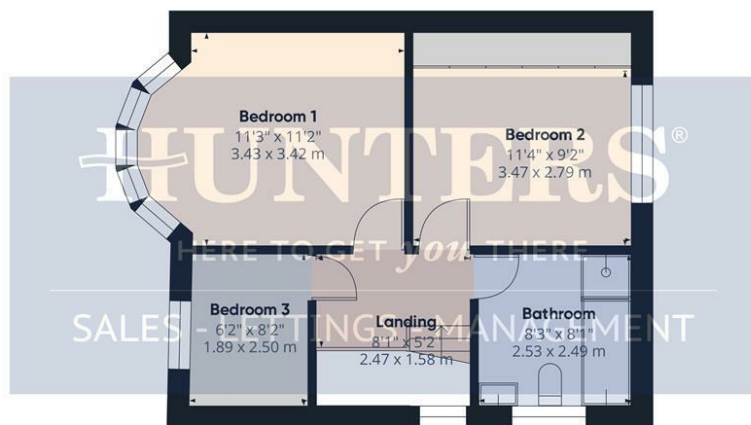 Bedroom 1
11'3" x 11'2"
3.43 x 3.42 m
Bedroom 2
11'4" x 9'2"
3.47 x 2.79 m
HUNTERS®
HERE TO GET you THERE
Bedroom 3
6'2" x 8'2"
1.89 x 2.50 m
Landing
8'1" x 5'2
2.47 x 1.58 m
Bathroom
8'3" x 8'1"
2.53 x 2.49 m
SALES - LETTINGS - MANAGEMENT